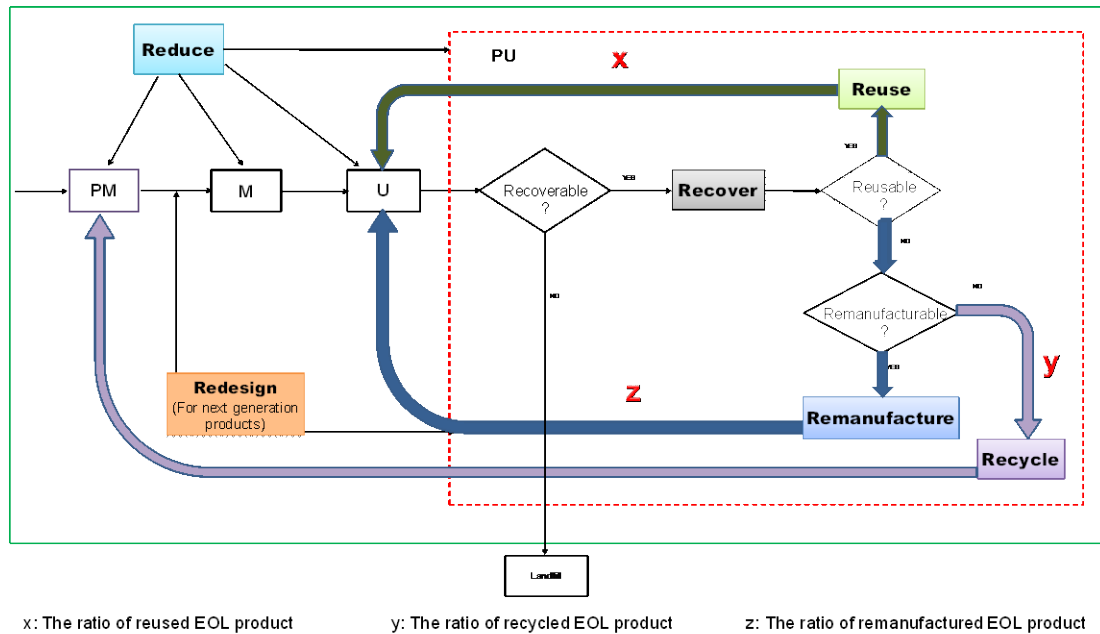 Reduce
PU
x
Reuse
YES
PM
M
U
Recoverable
?
YES
Recover
Reusable
?
NO
NO
Remanufacturable
?
NO
YES
y
Redesign
(For next generation
products)
z
Remanufacture
Recycle
Landfill
x: The ratio of reused EOL product
y: The ratio of recycled EOL product
z: The ratio of remanufactured EOL product